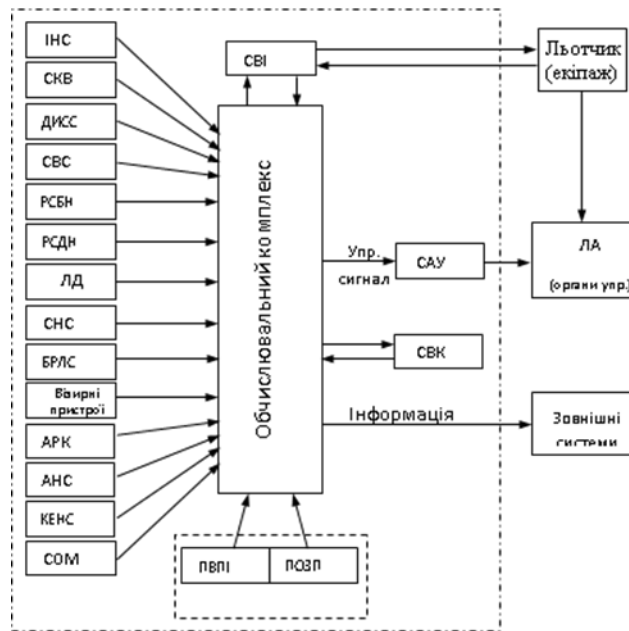 ІНС
СКВ
ДИСС
СВС
РСБН
РСДН
ЛД
СНС
БРЛС
Візирні
пристрої
АРК
АНС
КЕНС
СОМ
СВІ
Обчислювальний комплекс
ПВПІ
ПОЗП
Упр.
сигнал
САУ
СВК
Інформація
Льотчик
(екіпаж)
ЛА
(органи упр.)
Зовнішні
системи